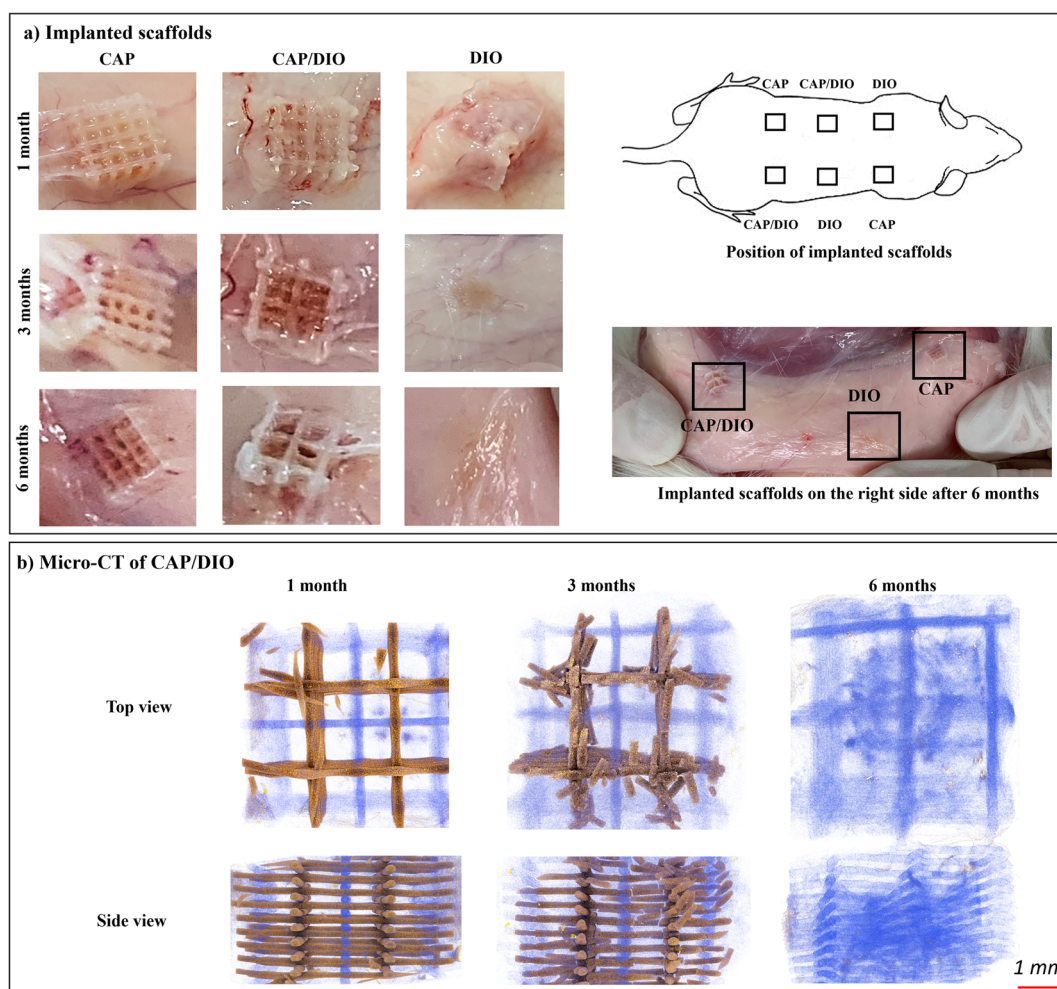 a) Implanted scaffolds
CAP CAP/DIO DIO
1 month
3 months
6 months
CAP CAP/DIO DIO
CAP/DIO DIO CAP
Position of implanted scaffolds
CAP/DIO
DIO
CAP
Implanted scaffolds on the right side after 6 months
b) Micro-CT of CAP/DIO
1 month 3 months 6 months
Top view
Side view
1 mm